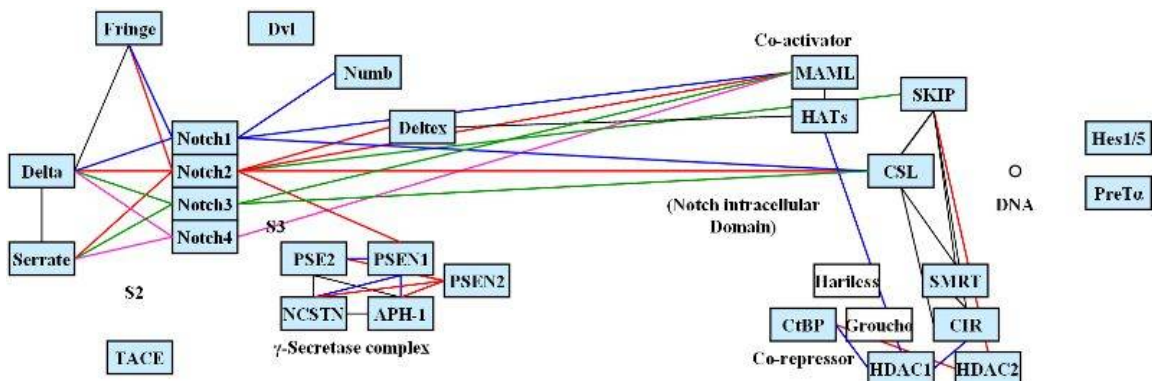 Fringe
Dvl
Numb
Co-activator
MAML
SKIP
HATs
Deltex
Notch1
Hes1/5
Delta
Notch2
CSL
DNA
PreTα
Notch3
S3
(Notch intracellular
Domain)
Notch4
Serrate
PSE2
PSEN1
PSEN2
Hariless
SMRT
S2
NCSTN
APH-1
CtBP
Groucho
CIR
γ-Secretase complex
TACE
Co-repressor
HDAC1
HDAC2